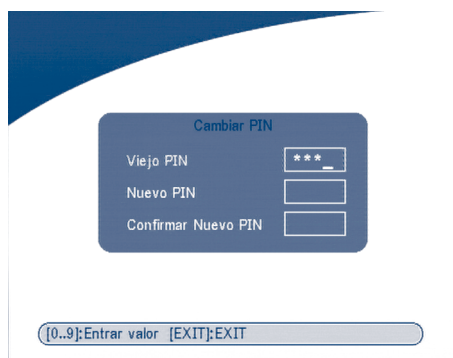 Cambiar PIN
Viejo PIN ***_
Nuevo PIN
Confirmar Nuevo PIN
[0..9]:Entrar valor [EXIT]:EXIT